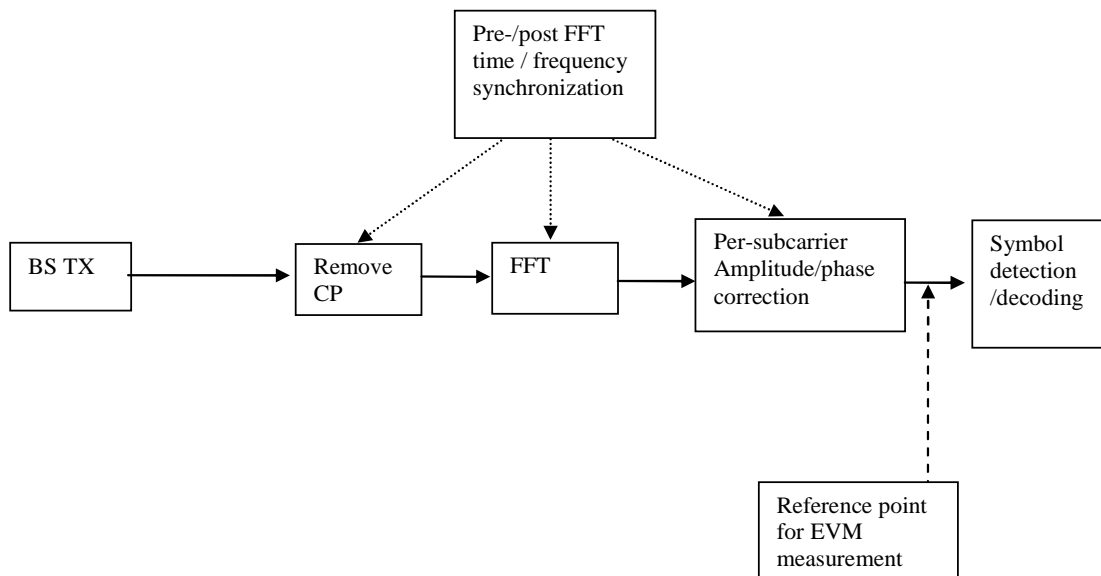 Pre-/post FFT
time / frequency
synchronization
BS TX
Remove
CP
FFT
Per-subcarrier
Amplitude/phase
correction
Symbol
detection
/decoding
Reference point
for EVM
measurement